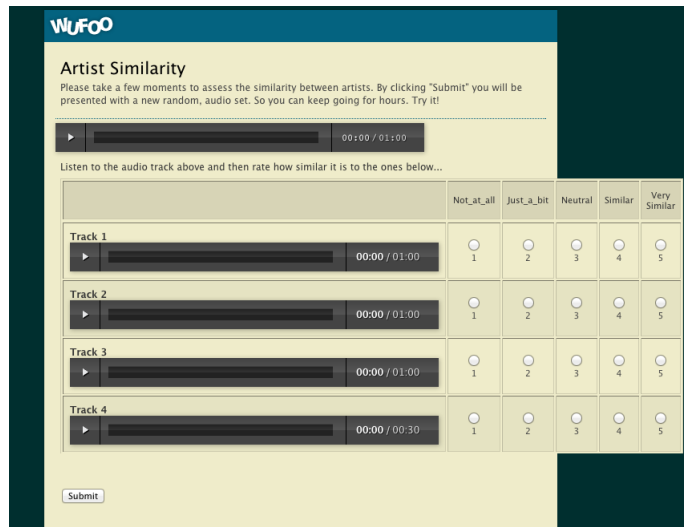 WUFOO
Artist Similarity
Please take a few moments to assess the similarity between artists. By clicking "Submit" you will be
presented with a new random, audio set. So you can keep going for hours. Try it!
00:00 / 01:00
Listen to the audio track above and then rate how similar it is to the ones below...
Not_at_all Just_a_bit Neutral Similar Very
Similar
Track 1
00:00 / 01:00 1 2 3 4 5
Track 2
00:00 / 01:00 1 2 3 4 5
Track 3
00:00 / 01:00 1 2 3 4 5
Track 4
00:00 / 00:30 1 2 3 4 5
Submit